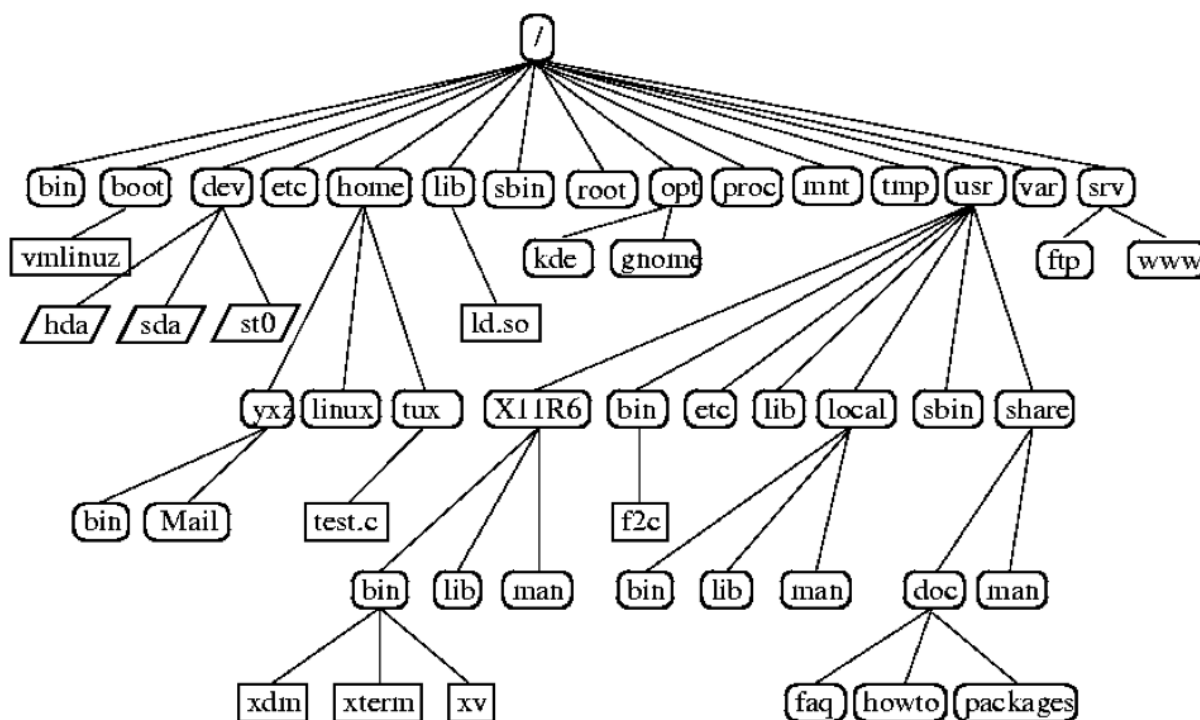 /
bin boot dev etc home lib sbin root opt proc mnt tmp usr var srv
vmlinuz kde gnome ftp www
hda sda st0 ld.so
yxz linux tux X11R6 bin etc lib local sbin share
bin Mail test.c f2c
bin lib man bin lib man doc man
xdm xterm xv faq howto packages